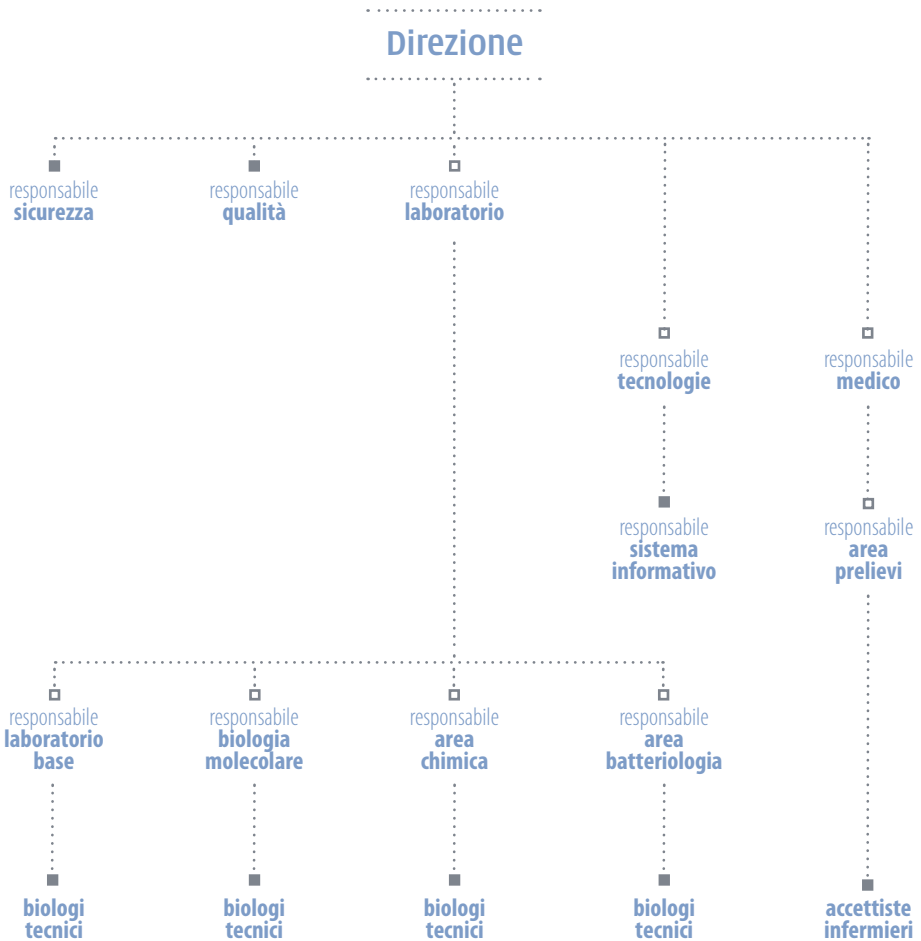 Direzione
responsabile
sicurezza
responsabile
qualità
responsabile
laboratorio
responsabile
tecnologie
responsabile
medico
responsabile
sistema
informativo
responsabile
area
prelievi
responsabile
laboratorio
base
responsabile
biologia
molecolare
responsabile
area
chimica
responsabile
area
batteriologia
biologi
tecnici
biologi
tecnici
biologi
tecnici
biologi
tecnici
accettiste
infermieri